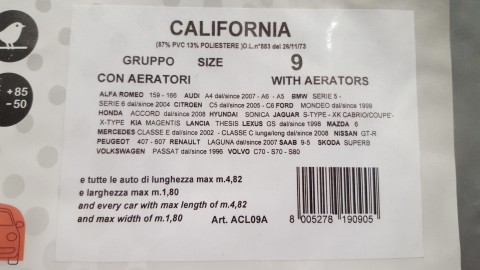 CALIFORNIA
(87% PVC 13% POLIESTERE )D.L.n°883 del 26/11/73
GRUPPO SIZE 9
CON AERATORI WITH AERATORS
ALFA ROMEO 159 - 166 AUDI A4 dal/since 2007 - A6 - A5 BMW SERIE 5 -
SERIE 6 dal/since 2004 CITROEN C5 dal/since 2005 - C6 FORD MONDEO dal/since 1999
HONDA ACCORD dal/since 2008 HYUNDAI SONICA JAGUAR S-TYPE - XK CABRIO/COUPE'-
X-TYPE KIA MAGENTIS LANCIA THESIS LEXUS GS dal/since 1998 MAZDA 6
MERCEDES CLASSE E dal/since 2002 - CLASSE C lunga/long dal/since 2008 NISSAN GT-R
PEUGEOT 407 - 607 RENAULT LAGUNA dal/since 2007 SAAB 9-5 SKODA SUPERB
VOLKSWAGEN PASSAT dal/since 1996 VOLVO C70 - S70 - S80
e tutte le auto di lunghezza max m.4,82
e larghezza max m.1,80
and every car with max length of m.4,82
and max width of m.1,80 Art. ACL09A
8 005278 190905
+85
-50